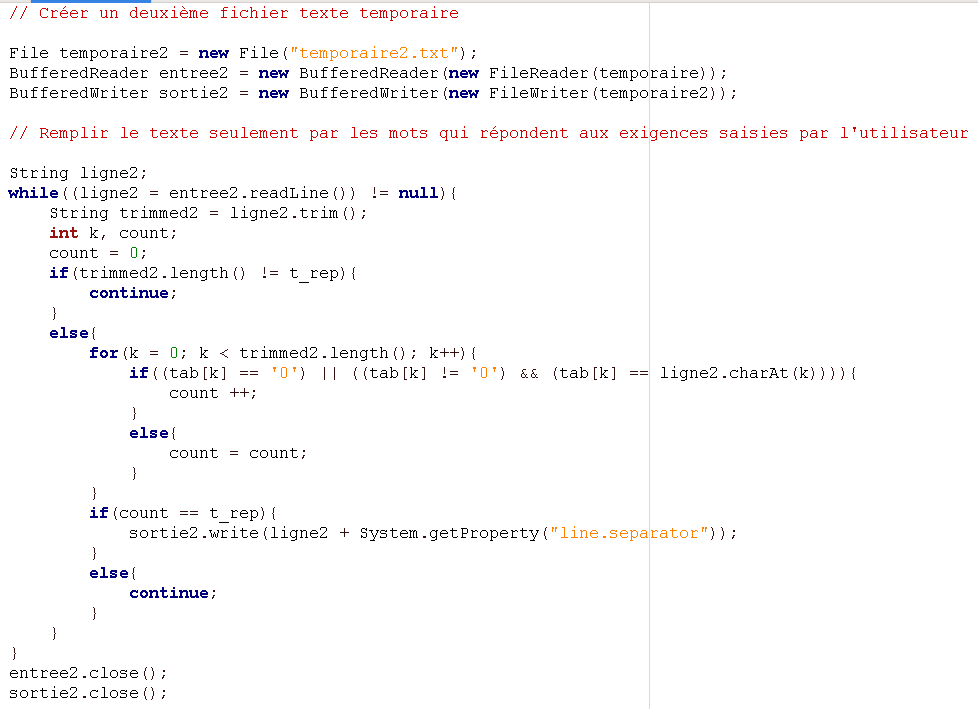 // Créer un deuxième fichier texte temporaire
File temporaire2 = new File("temporaire2.txt");
BufferedReader entree2 = new BufferedReader(new FileReader(temporaire));
BufferedWriter sortie2 = new BufferedWriter(new FileWriter(temporaire2));
// Remplir le texte seulement par les mots qui répondent aux exigences saisies par l'utilisateur
String ligne2;
while((ligne2 = entree2.readLine()) != null){
    String trimmed2 = ligne2.trim();
    int k, count;
    count = 0;
    if(trimmed2.length() != t_rep){
        continue;
    }
    else{
        for(k = 0; k < trimmed2.length(); k++){
            if((tab[k] == '0') || ((tab[k] != '0') && (tab[k] == ligne2.charAt(k)))){
                count ++;
            }
            else{
                count = count;
            }
        }
        if(count == t_rep){
            sortie2.write(ligne2 + System.getProperty("line.separator"));
        }
        else{
            continue;
        }
    }
}
entree2.close();
sortie2.close();